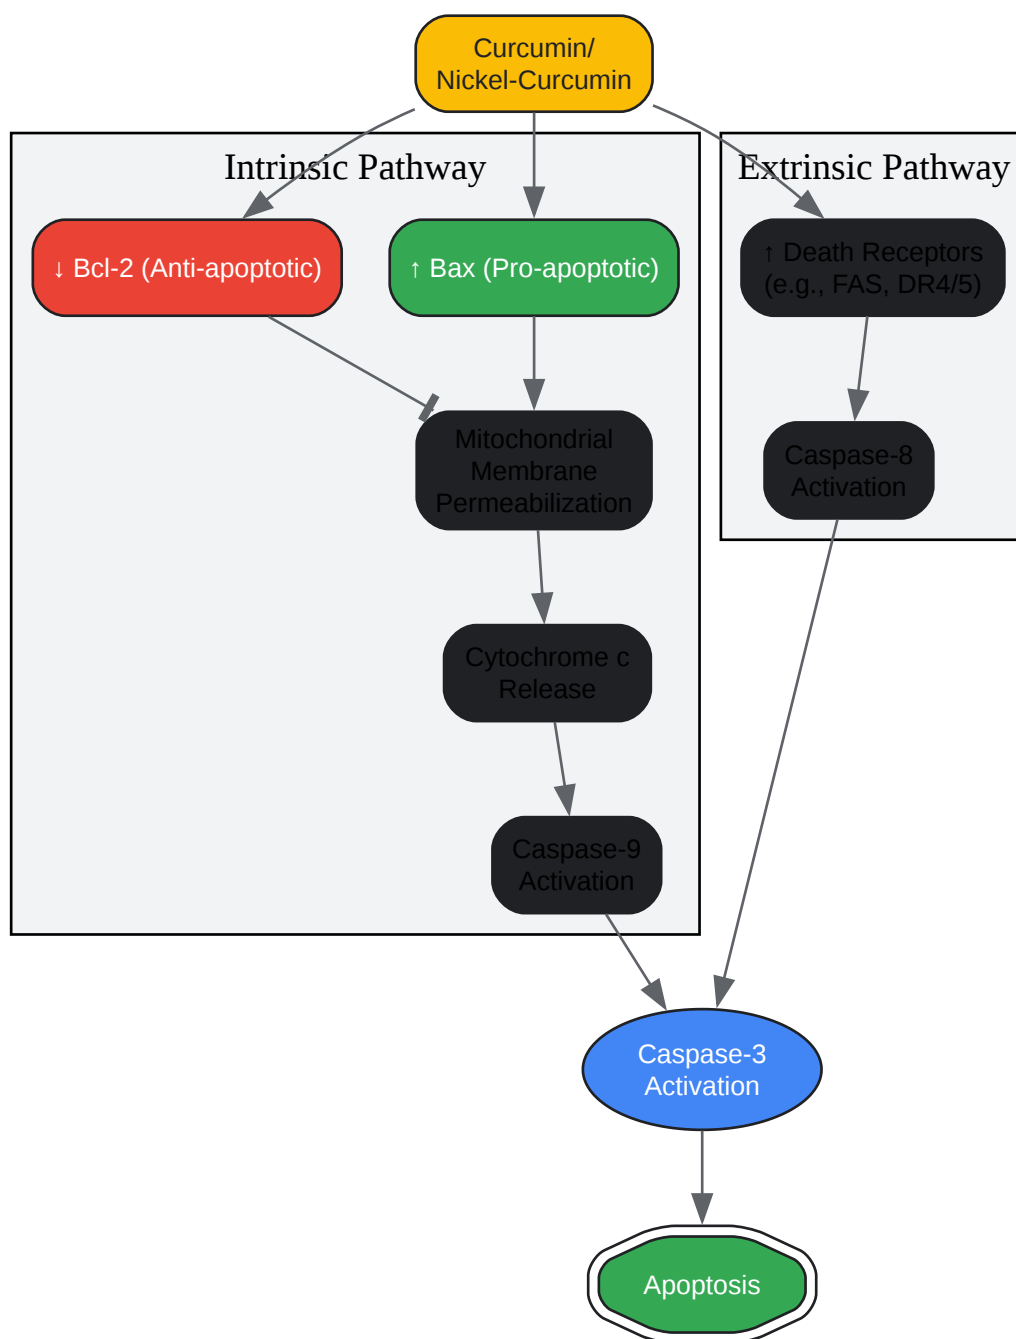 Curcumin/
Nickel-Curcumin
Intrinsic Pathway
Extrinsic Pathway
↓ Bcl-2 (Anti-apoptotic)
↑ Bax (Pro-apoptotic)
↑ Death Receptors
(e.g., FAS, DR4/5)
Mitochondrial
Membrane
Permeabilization
Caspase-8
Activation
Cytochrome c
Release
Caspase-9
Activation
Caspase-3
Activation
Apoptosis